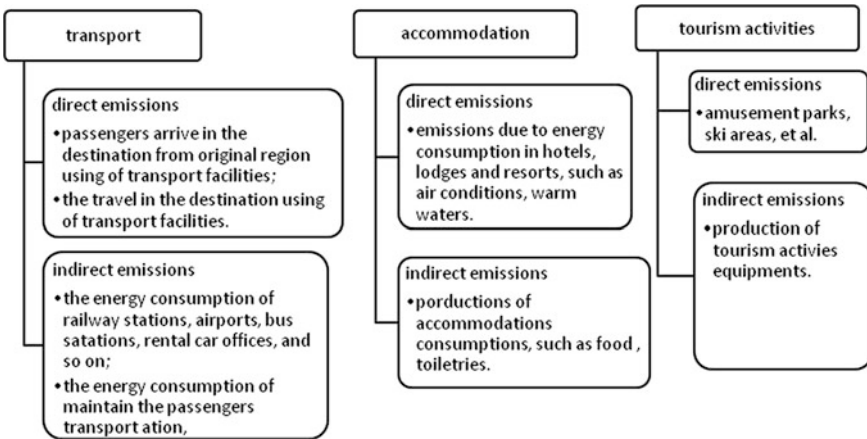 transport
direct emissions
•passengers arrive in the
destination from original region
using of transport facilities;
•the travel in the destination using
of transport facilities.
indirect emissions
•the energy consumption of
railway stations, airports, bus
satations, rental car offices, and
so on;
•the energy consumption of
maintain the passengers
transport ation,
accommodation
direct emissions
•emissions due to energy
consumption in hotels,
lodges and resorts, such as
air conditions, warm
waters.
indirect emissions
•porductions of
accommodations
consumptions, such as food ,
toiletries.
tourism activities
direct emissions
•amusement parks,
ski areas, et al.
indirect emissions
•production of
tourism activies
equipments.